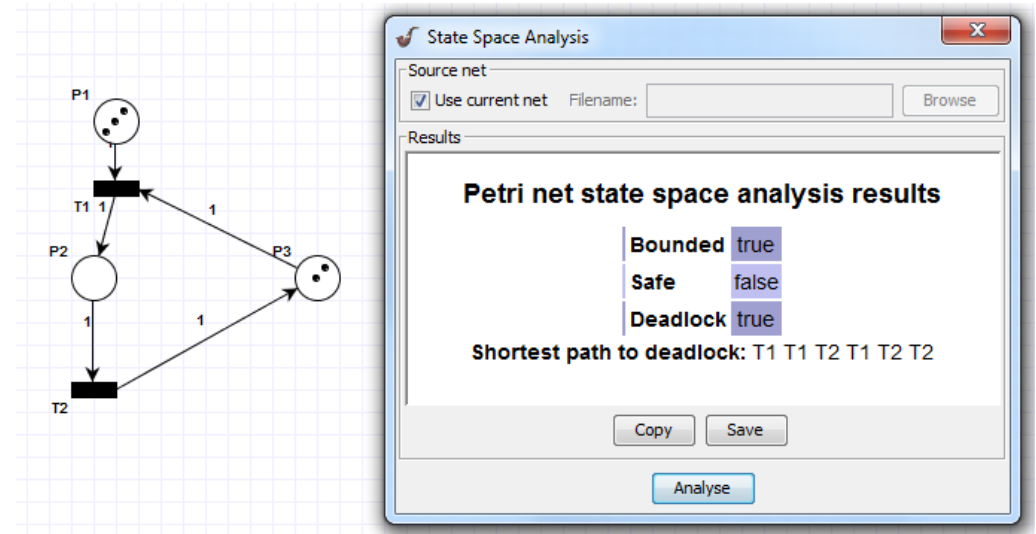 State Space Analysis
Source net
Use current net Filename: Browse
Results
Petri net state space analysis results
Bounded true
Safe false
Deadlock true
Shortest path to deadlock: T1 T1 T2 T1 T2 T2
Copy Save
Analyse
P1
1
T1 1
1
P2
P3
1
1
T2